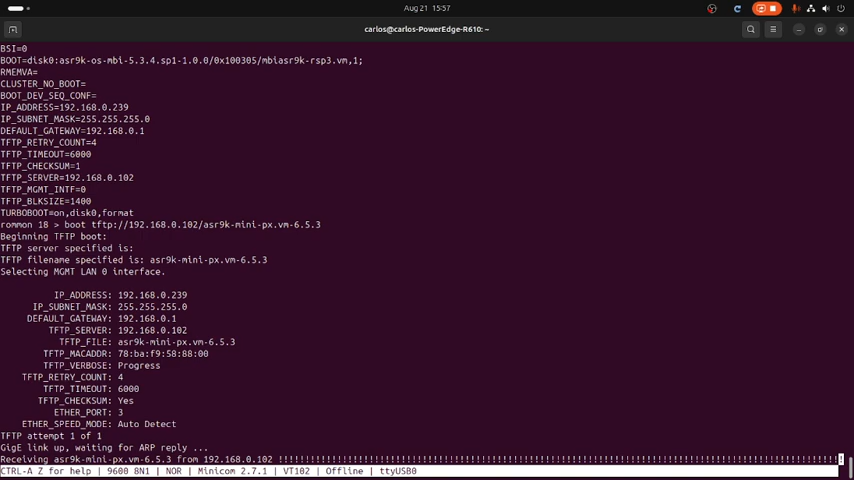 Aug 21 15:57
carlos@carlos-PowerEdge-R610: ~
BSI=0
BOOT=disk0:asr9k-os-mbi-5.3.4.sp1-1.0.0/0x100305/mbiasr9k-rsp3.vm,1;
RMEMVA=
CLUSTER_NO_BOOT=
BOOT_DEV_SEQ_CONF=
IP_ADDRESS=192.168.0.239
IP_SUBNET_MASK=255.255.255.0
DEFAULT_GATEWAY=192.168.0.1
TFTP_RETRY_COUNT=4
TFTP_TIMEOUT=6000
TFTP_CHECKSUM=1
TFTP_SERVER=192.168.0.102
TFTP_MGMT_INTF=0
TFTP_BLKSIZE=1400
TURBOBOOT=on,disk0,format
rommon 18 > boot tftp://192.168.0.102/asr9k-mini-px.vm-6.5.3
Beginning TFTP boot:
TFTP server specified is:
TFTP filename specified is: asr9k-mini-px.vm-6.5.3
Selecting MGMT LAN 0 interface.
IP_ADDRESS: 192.168.0.239
IP_SUBNET_MASK: 255.255.255.0
DEFAULT_GATEWAY: 192.168.0.1
TFTP_SERVER: 192.168.0.102
TFTP_FILE: asr9k-mini-px.vm-6.5.3
TFTP_MACADDR: 78:ba:f9:58:88:00
TFTP_VERBOSE: Progress
TFTP_RETRY_COUNT: 4
TFTP_TIMEOUT: 6000
TFTP_CHECKSUM: Yes
ETHER_PORT: 3
ETHER_SPEED_MODE: Auto Detect
TFTP attempt 1 of 1
GigE link up, waiting for ARP reply ...
Receiving asr9k-mini-px.vm-6.5.3 from 192.168.0.102 !!!!!!!!!!!!!!!!!!!!!!!!!!!!!!!!!!!!!!!!!!!!!!!!!!!!!!!!!!!!!!!!!!!!!!!!!!!!!!!!!!!!!!!!!!!!!!!!!!
CTRL-A Z for help | 9600 8N1 | NOR | Minicom 2.7.1 | VT102 | Offline | ttyUSB0